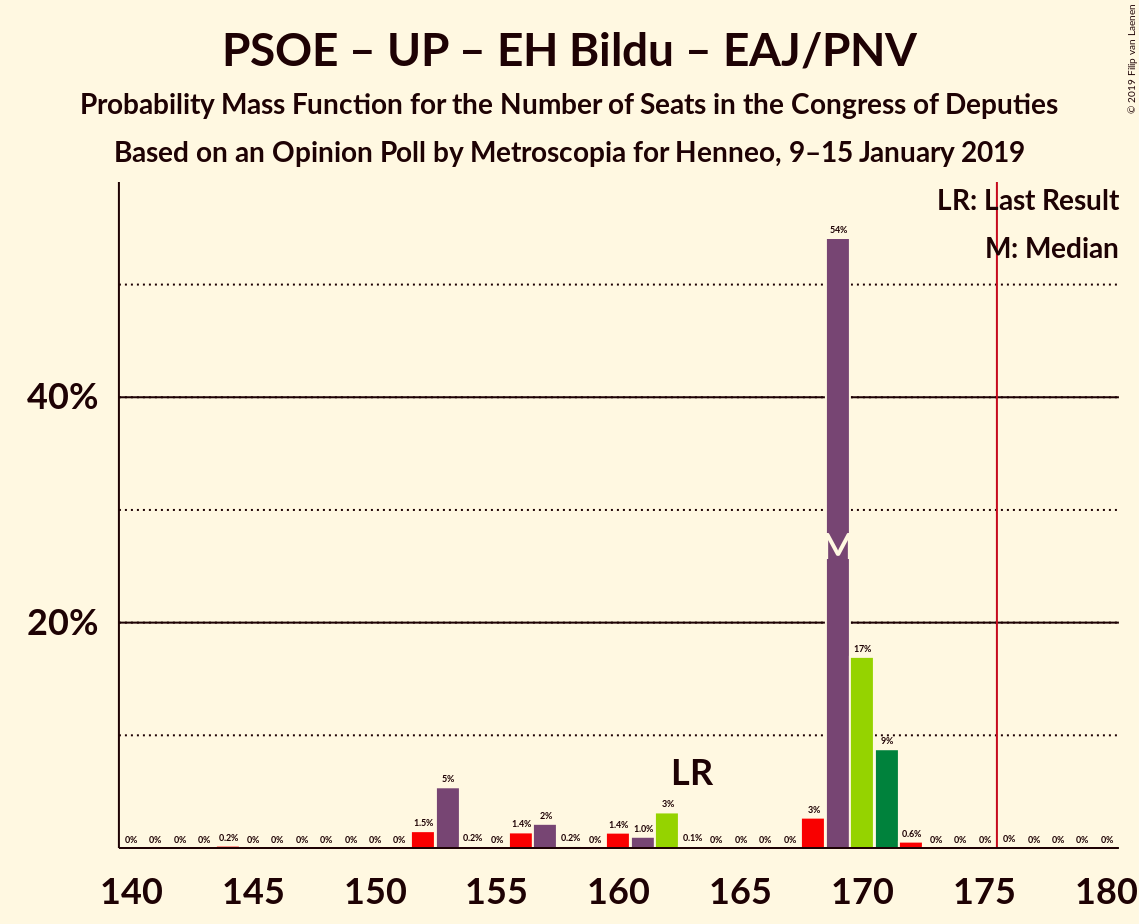 PSOE – UP – EH Bildu – EAJ/PNV
Probability Mass Function for the Number of Seats in the Congress of Deputies
Based on an Opinion Poll by Metroscopia for Henneo, 9–15 January 2019
© 2019 Filip van Laenen
LR: Last Result
M: Median
40%
20%
0% 0% 0% 0% 0.2% 0% 0% 0% 0% 0% 0% 0% 1.5% 5% 0.2% 0% 1.4% 2% 0.2% 0% 1.4% 1.0% 3% 0.1% 0% 0% 0% 0% 3% 54% 17% 9% 0.6% 0% 0% 0% 0% 0% 0% 0% 0%
LR
M
140 145 150 155 160 165 170 175 180